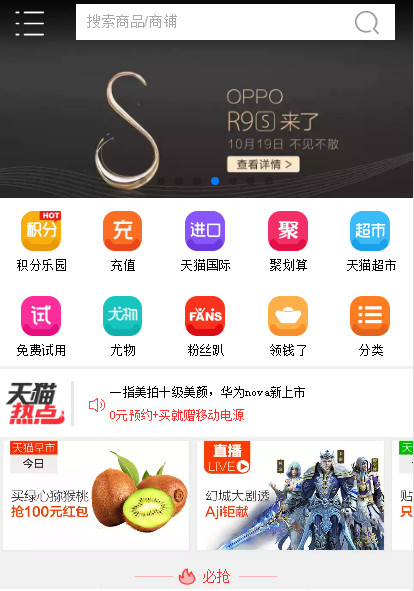 搜索商品/商铺
OPPO
R9s 来了
10月19日 不见不散
查看详情 >
积分
HOT
充
进口
聚
超市
积分乐园
充值
天猫国际
聚划算
天猫超市
试
尤物
FANS
免费试用
尤物
粉丝趴
领钱了
分类
天猫
热点
一指美拍十级美颜，华为nova新上市
0元预约+买就赠移动电源
天猫早市
今日
买绿心猕猴桃
抢100元红包
直播
LIVE
幻城大剧透
Aji钜献
天
贴
只
必抢